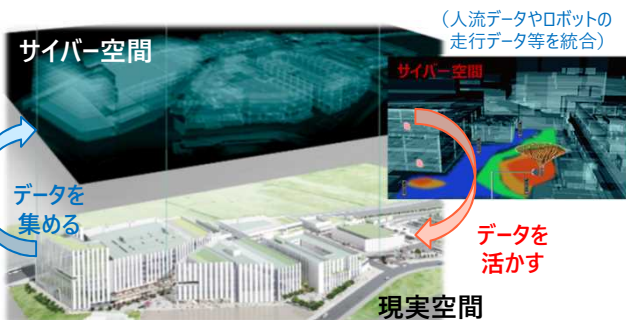 （人流データやロボットの
走行データ等を統合）
サイバー空間
サイバー空間
データを
集める
データを
活かす
現実空間